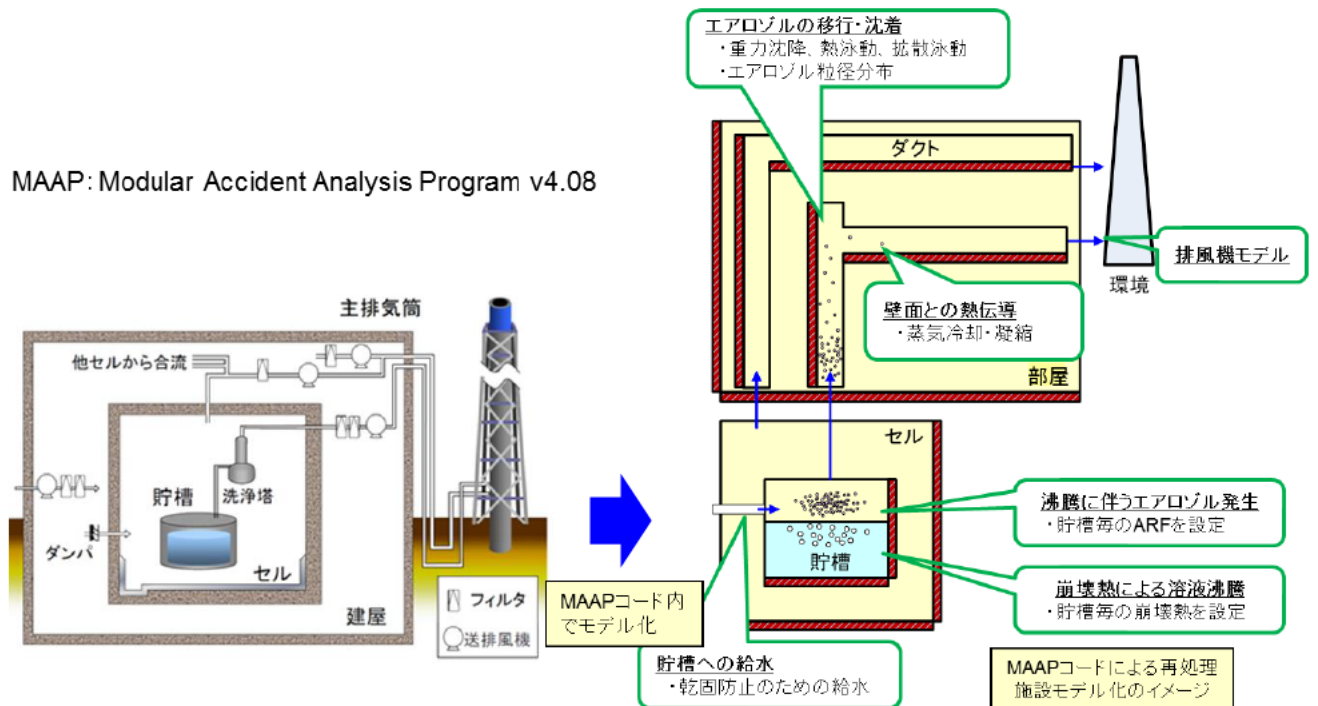 MAAP：Modular Accident Analysis Program v4.08
主排気筒
他セルから合流
貯槽
洗浄塔
ダンパ
セル
建屋
フィルタ
送排風機
エアロゾルの移行・沈着
・重力沈降、熱泳動、拡散泳動
・エアロゾル粒径分布
ダクト
排風機モデル
環境
壁面との熱伝導
・蒸気冷却・凝縮
部屋
セル
貯槽
沸騰に伴うエアロゾル発生
・貯槽毎のARFを設定
崩壊熱による溶液沸騰
・貯槽毎の崩壊熱を設定
MAAPコード内
でモデル化
貯槽への給水
・乾固防止のための給水
MAAPコードによる再処理
施設モデル化のイメージ